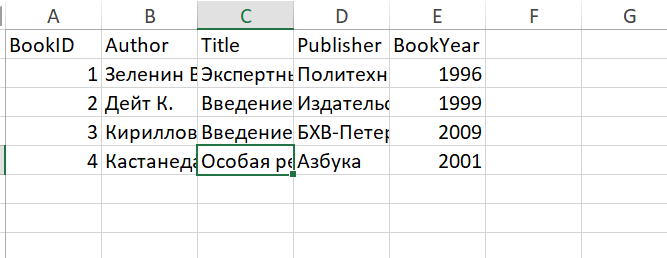 A B C D E F G
BookID Author Title Publisher BookYear
1 Зеленин В Экспертнь Политехн 1996
2 Дейт К. Введение Издательс 1999
3 Кириллов Введение БХВ-Петер 2009
4 Кастанеда Особая ре Азбука 2001